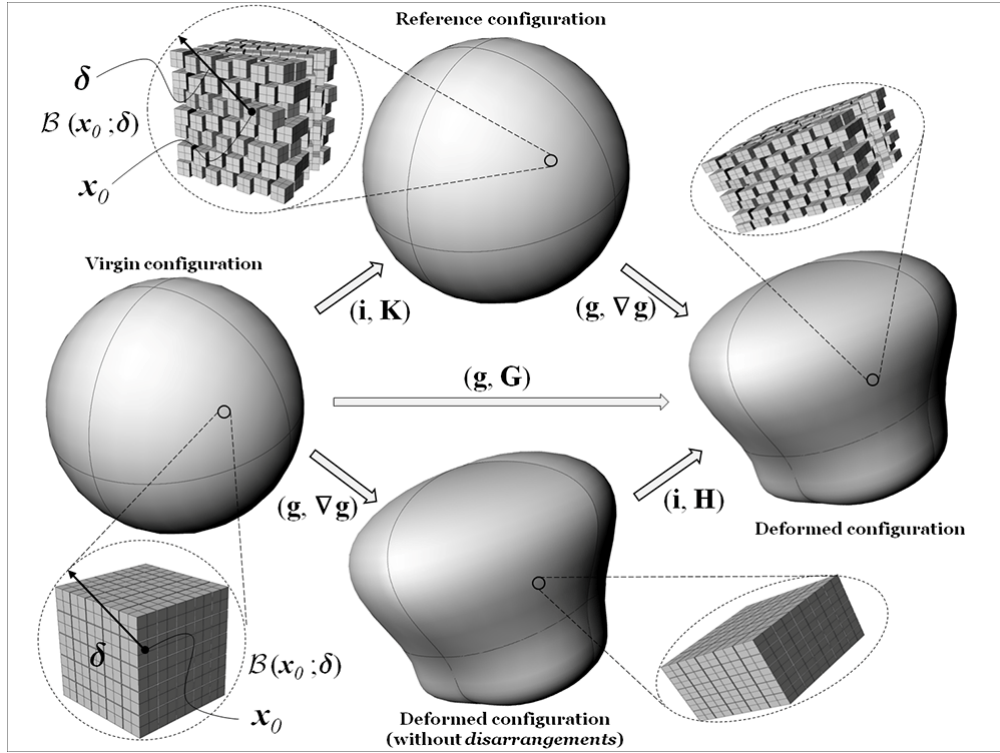 Reference configuration
δ
B (x0 ; δ)
x0
Virgin configuration
(i, K)
(g, ∇ g)
(g, G)
(g, ∇ g)
(i, H)
Deformed configuration
δ
B (x0 ; δ)
x0
Deformed configuration
(without disarrangements)